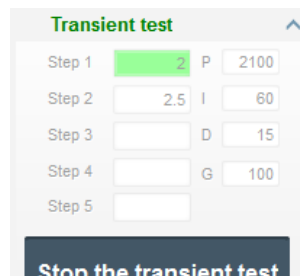 Transient test
Step 1 2 P 2100
Step 2 2.5 I 60
Step 3 D 15
Step 4 G 100
Step 5
Stop the transient test